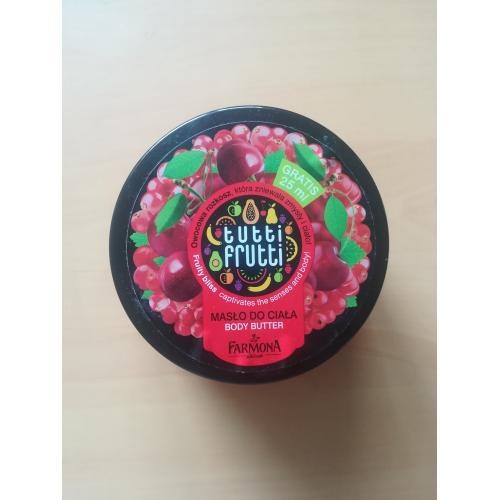 GRATIS
25 ml
Owocowa rozkosz, która zniewala zmysły i ciało!
tutti
frutti
Fruity bliss captivates the senses and body!
MASŁO DO CIAŁA
BODY BUTTER
FARMONA